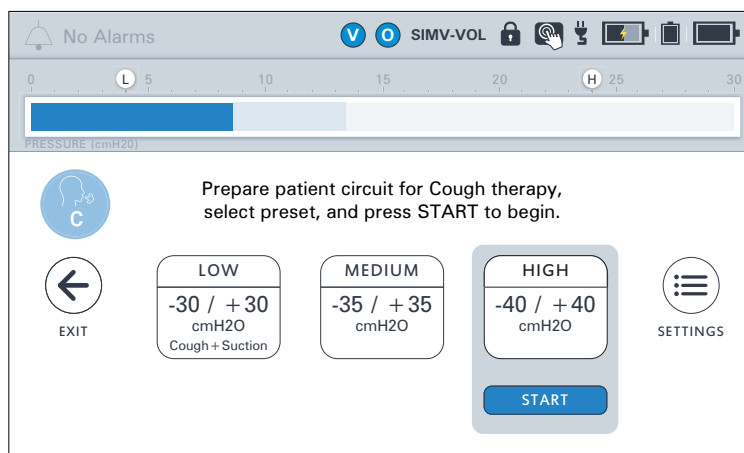 No Alarms
V O SIMV-VOL
0 L 5 10 15 20 H 25 30
PRESSURE (cmH20)
Prepare patient circuit for Cough therapy,
select preset, and press START to begin.
C
EXIT
LOW
-30 / +30
cmH2O
Cough+Suction
MEDIUM
-35 / +35
cmH2O
HIGH
-40 / +40
cmH2O
START
SETTINGS